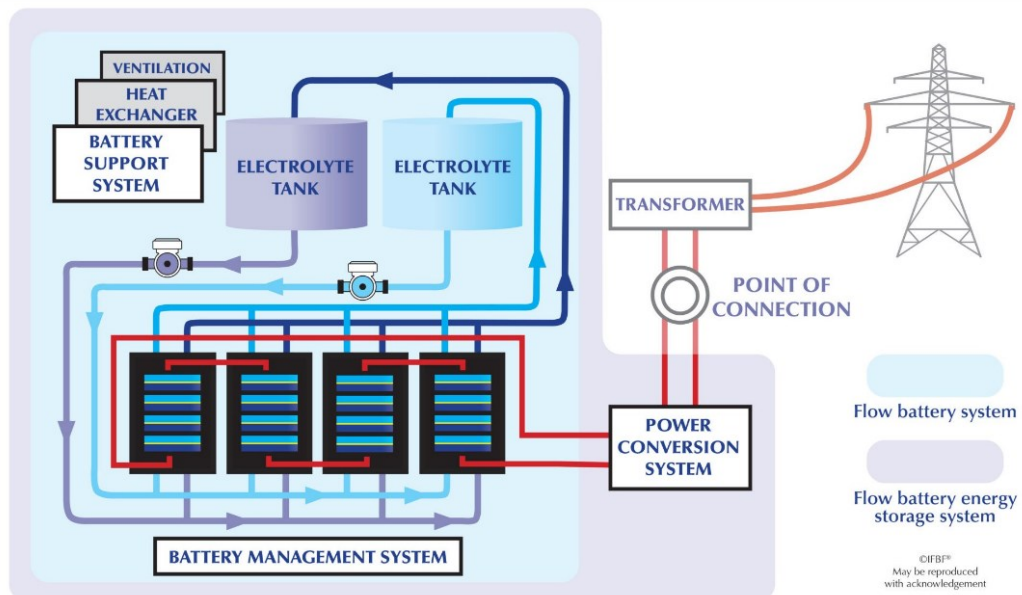 VENTILATION
HEAT
EXCHANGER
BATTERY
SUPPORT
SYSTEM
ELECTROLYTE
TANK
ELECTROLYTE
TANK
TRANSFORMER
POINT OF
CONNECTION
POWER
CONVERSION
SYSTEM
BATTERY MANAGEMENT SYSTEM
Flow battery system
Flow battery energy
storage system
©IFBF®
May be reproduced
with acknowledgement